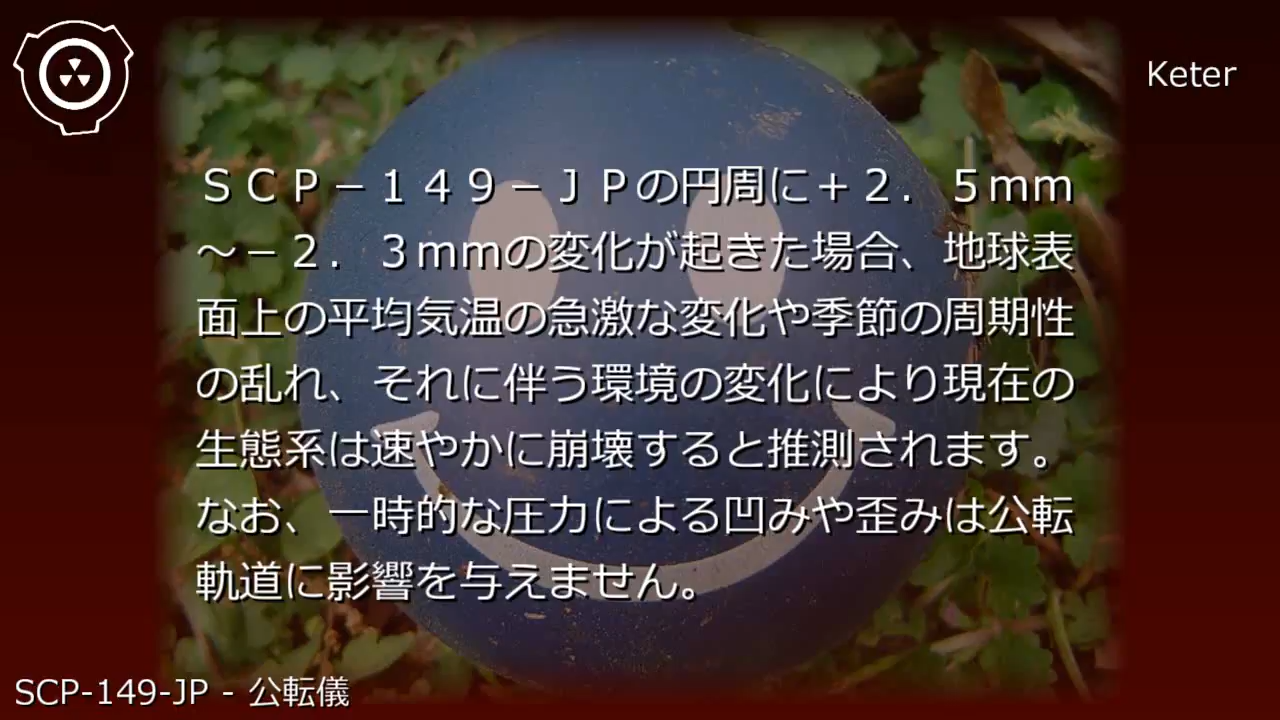 Keter
ＳＣＰ－１４９－ＪＰの円周に＋２．５ｍｍ
～－２．３ｍｍの変化が起きた場合、地球表
面上の平均気温の急激な変化や季節の周期性
の乱れ、それに伴う環境の変化により現在の
生態系は速やかに崩壊すると推測されます。
なお、一時的な圧力による凹みや歪みは公転
軌道に影響を与えません。
SCP-149-JP - 公転儀